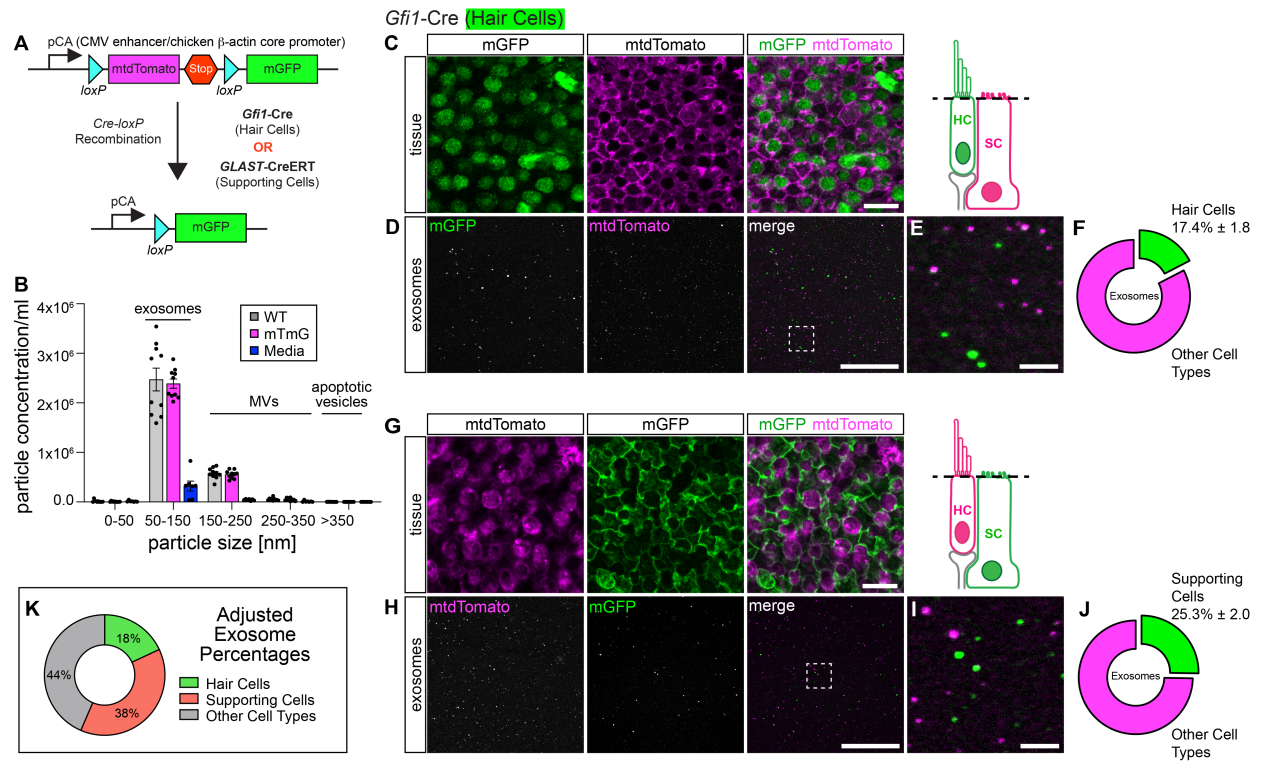 Gfi1-Cre (Hair Cells)
A
pCA (CMV enhancer/chicken β-actin core promoter)
mtdTomato
Stop
mGFP
loxP
loxP
Cre-loxP
Recombination
Gfi1-Cre
(Hair Cells)
OR
GLAST-CreERT
(Supporting Cells)
pCA
mGFP
loxP
B
particle concentration/ml
4x10⁶
3x10⁶
2x10⁶
1x10⁶
0.0
exosomes
WT
mTmG
Media
MVs
apoptotic
vesicles
0-50
50-150
150-250
250-350
>350
particle size [nm]
C
mGFP
mtdTomato
mGFP mtdTomato
tissue
HC
SC
D
mGFP
mtdTomato
merge
exosomes
E
F
Hair Cells
17.4% ± 1.8
Exosomes
Other Cell
Types
G
mtdTomato
mGFP
mGFP mtdTomato
tissue
HC
SC
H
mtdTomato
mGFP
merge
exosomes
I
J
Supporting
Cells
25.3% ± 2.0
Exosomes
Other Cell
Types
K
Adjusted
Exosome
Percentages
18%
44%
38%
Hair Cells
Supporting Cells
Other Cell Types